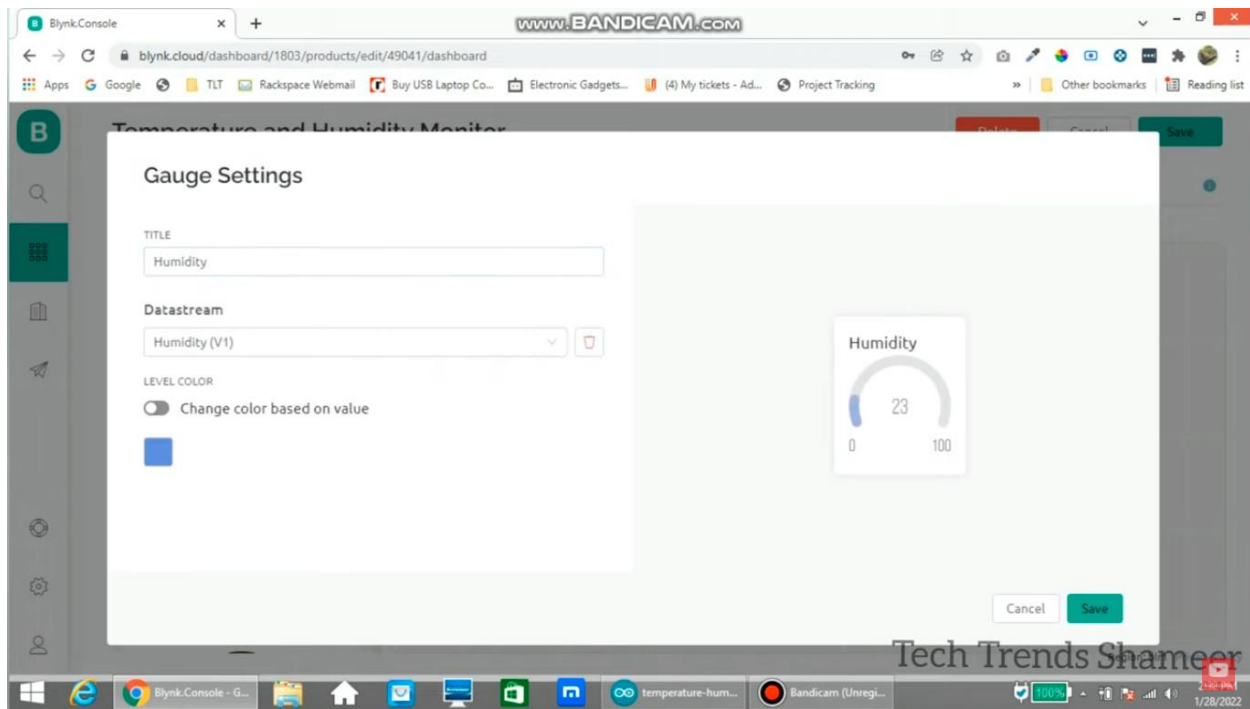 Blynk.Console
www.BANDICAM.com
blynk.cloud/dashboard/1803/products/edit/49041/dashboard
Apps Google TLT Rackspace Webmail Buy USB Laptop Co... Electronic Gadgets... (4) My tickets - Ad... Project Tracking » Other bookmarks Reading list
B Temperature and Humidity Monitor Delete Cancel Save
Gauge Settings
TITLE
Humidity
Datastream
Humidity (V1)
LEVEL COLOR
Change color based on value
Humidity
23
0 100
Cancel Save
Tech Trends Shameer
Blynk.Console - G... temperature-hum... Bandicam (Unregi... 100%
1/28/2022